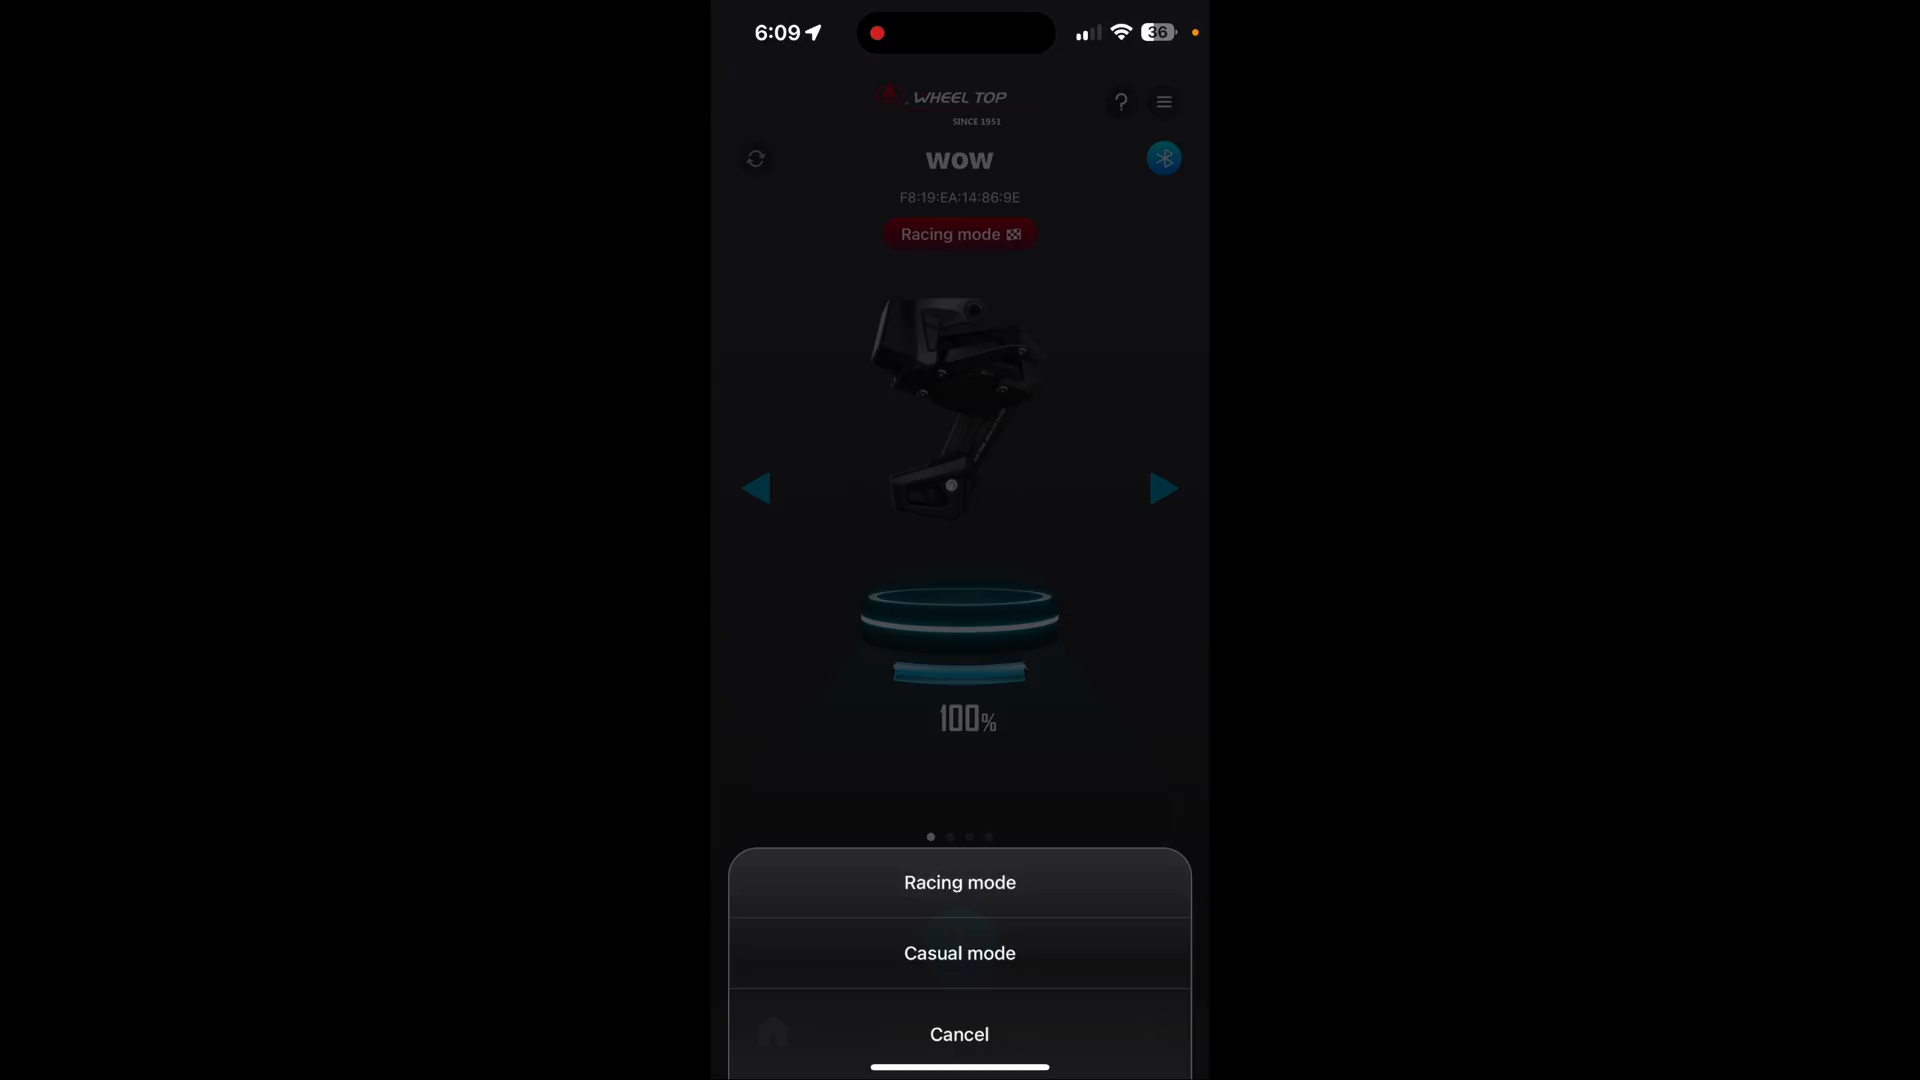 6:09
36
WHEEL TOP
SINCE 1951
wow
F8:19:EA:14:86:9E
Racing mode
100%
Racing mode
Casual mode
Cancel